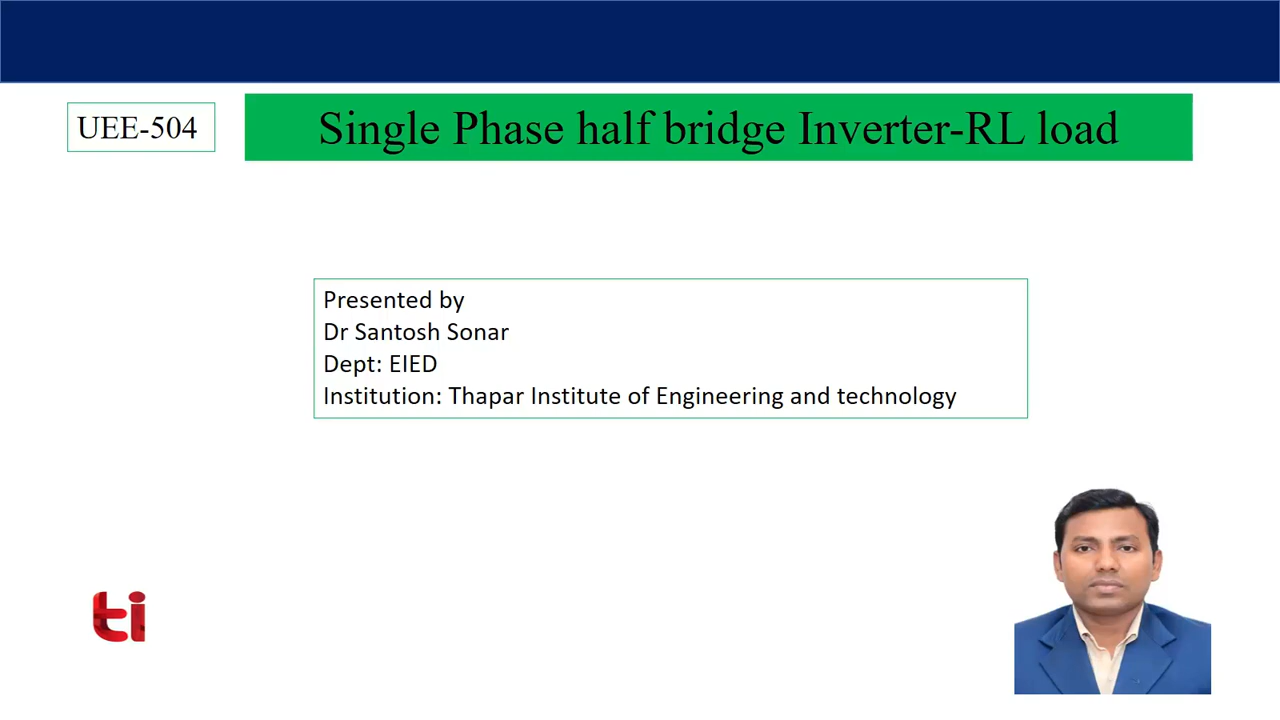 UEE-504
Single Phase half bridge Inverter-RL load
Presented by
Dr Santosh Sonar
Dept: EIED
Institution: Thapar Institute of Engineering and technology
ti